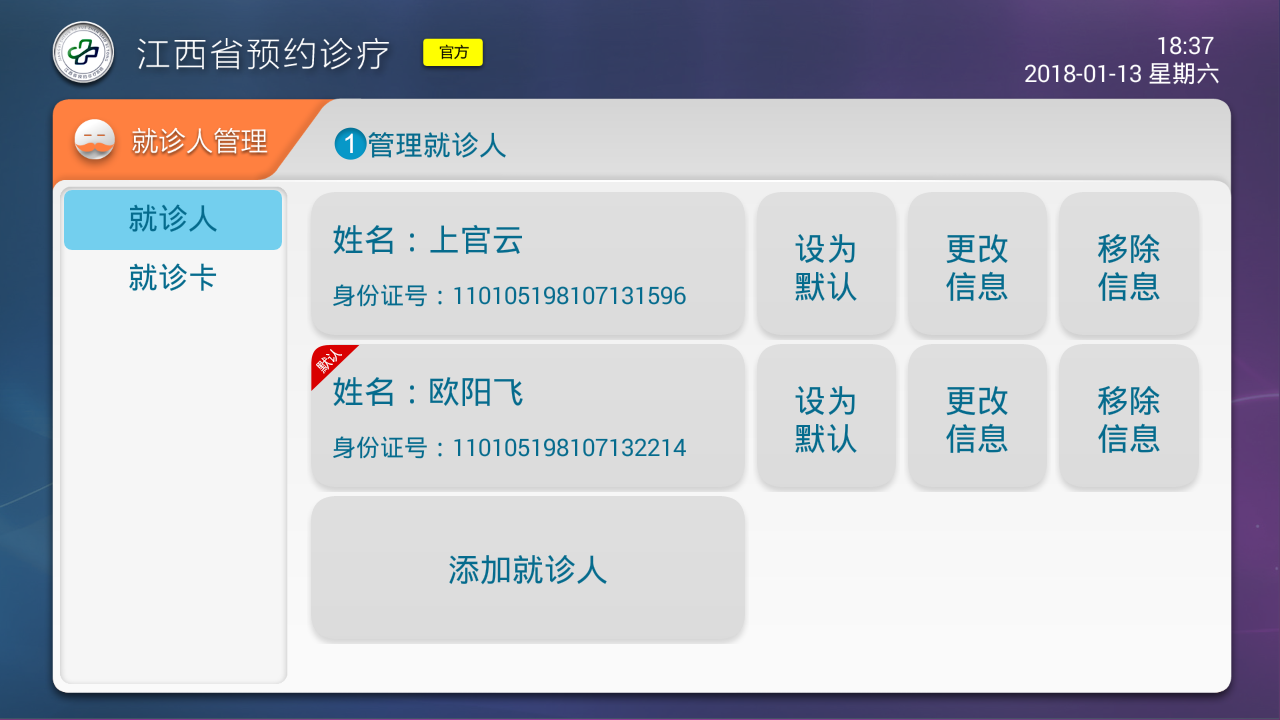 江西省预约诊疗
官方
18:37
2018-01-13 星期六
就诊人管理
1管理就诊人
就诊人
就诊卡
姓名：上官云
身份证号：110105198107131596
设为
默认
更改
信息
移除
信息
默认
姓名：欧阳飞
身份证号：110105198107132214
设为
默认
更改
信息
移除
信息
添加就诊人